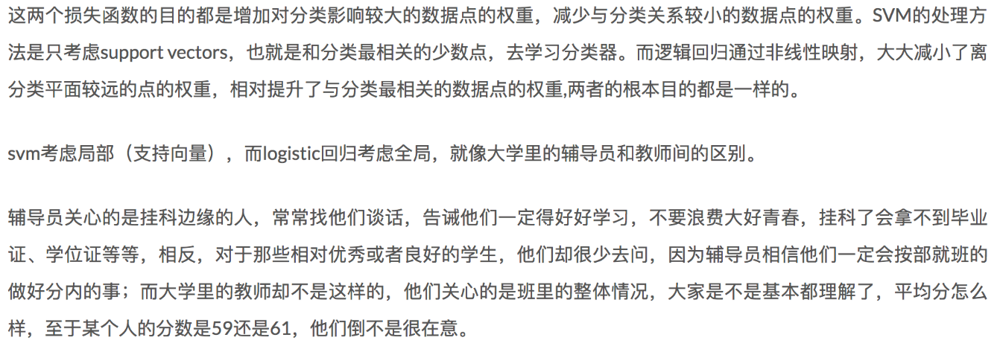 这两个损失函数的目的都是增加对分类影响较大的数据点的权重，减少与分类关系较小的数据点的权重。SVM的处理方
法是只考虑support vectors，也就是和分类最相关的少数点，去学习分类器。而逻辑回归通过非线性映射，大大减小了离
分类平面较远的点的权重，相对提升了与分类最相关的数据点的权重,两者的根本目的都是一样的。
svm考虑局部（支持向量），而logistic回归考虑全局，就像大学里的辅导员和教师间的区别。
辅导员关心的是挂科边缘的人，常常找他们谈话，告诫他们一定得好好学习，不要浪费大好青春，挂科了会拿不到毕业
证、学位证等等，相反，对于那些相对优秀或者良好的学生，他们却很少去问，因为辅导员相信他们一定会按部就班的
做好分内的事；而大学里的教师却不是这样的，他们关心的是班里的整体情况，大家是不是基本都理解了，平均分怎么
样，至于某个人的分数是59还是61，他们倒不是很在意。